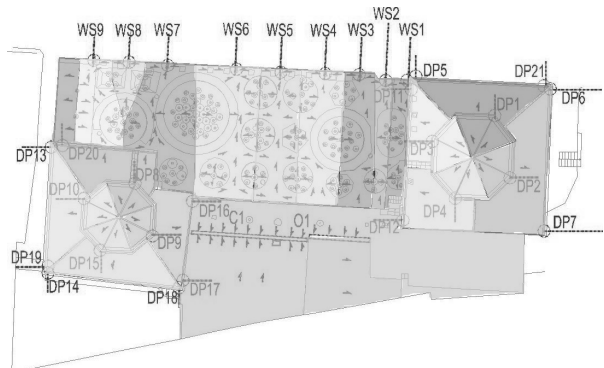 WS9 WS8 WS7 WS6 WS5 WS4 WS3 WS2 WS1
DP5 DP21
DP6
DP11
DP1
DP13 DP20 DP3
DP8 DP2
DP10 DP4
DP16
C1 O1 DP12 DP7
DP9
DP15
DP19
DP14 DP18 DP17